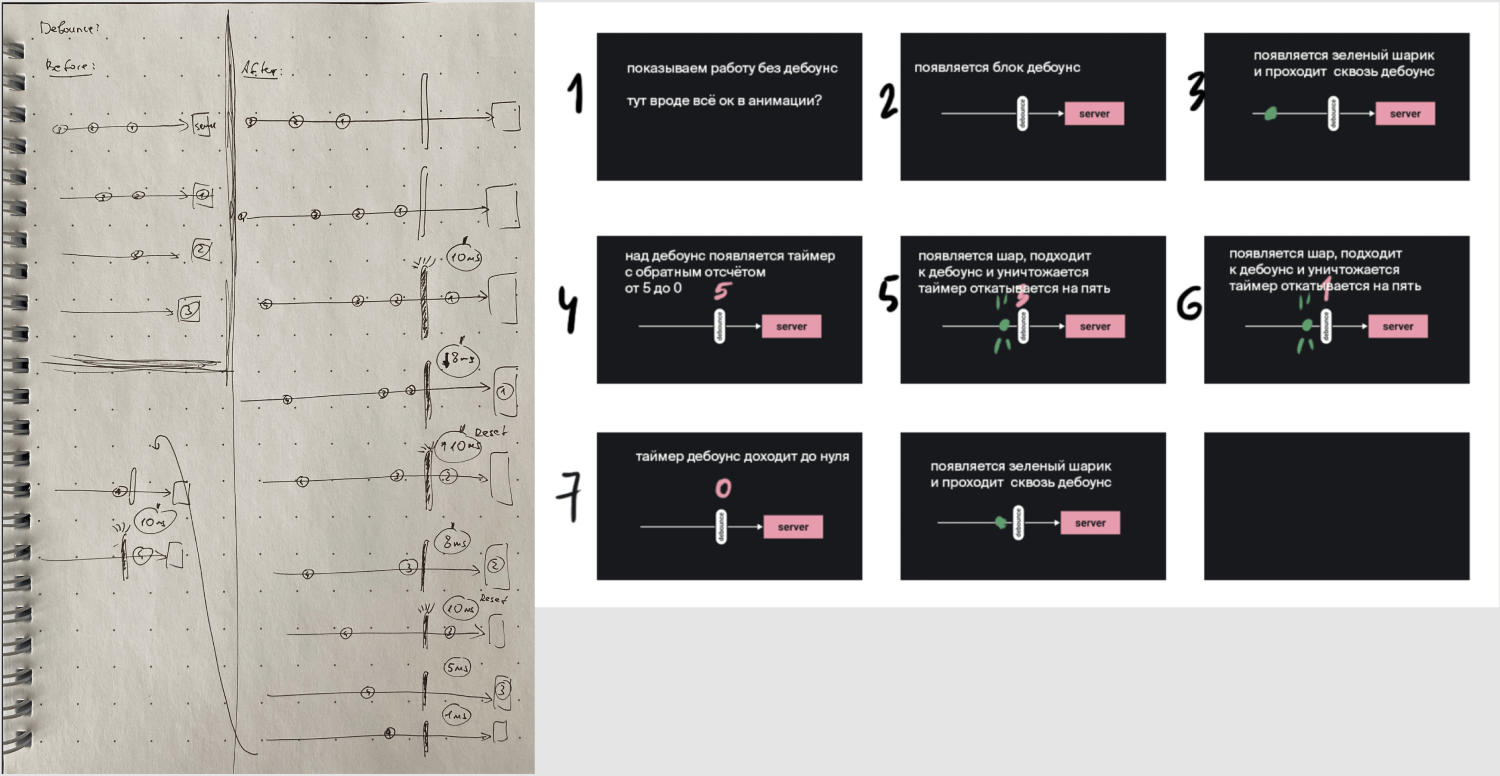 Debounce:
Before:
After:
server
10ms
8ms
10ms
Reset
8ms
10ms
Reset
5ms
1ms
10ms
1
показываем работу без дебоунс
тут вроде всё ок в анимации?
2
появляется блок дебоунс
debounce
server
3
появляется зеленый шарик
и проходит сквозь дебоунс
debounce
server
4
над дебоунс появляется таймер
с обратным отсчётом
от 5 до 0
5
debounce
server
5
появляется шар, подходит
к дебоунс и уничтожается
таймер откатывается на пять
3
debounce
server
6
появляется шар, подходит
к дебоунс и уничтожается
таймер откатывается на пять
1
debounce
server
7
таймер дебоунс доходит до нуля
0
debounce
server
появляется зеленый шарик
и проходит сквозь дебоунс
debounce
server